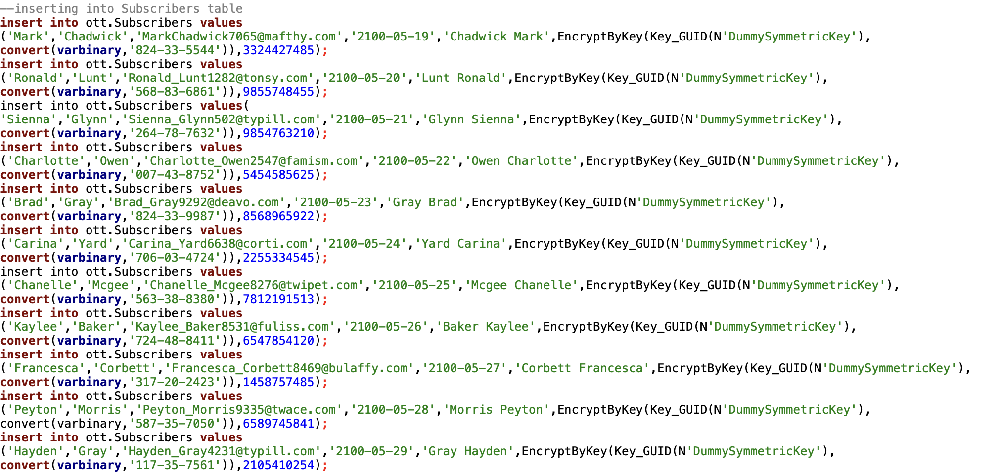 --inserting into Subscribers table
insert into ott.Subscribers values
('Mark','Chadwick','MarkChadwick7065@mafthy.com','2100-05-19','Chadwick Mark',EncryptByKey(Key_GUID(N'DummySymmetricKey'),
convert(varbinary,'824-33-5544')),3324427485);
insert into ott.Subscribers values
('Ronald','Lunt','Ronald_Lunt1282@tonsy.com','2100-05-20','Lunt Ronald',EncryptByKey(Key_GUID(N'DummySymmetricKey'),
convert(varbinary,'568-83-6861')),9855748455);
insert into ott.Subscribers values(
'Sienna','Glynn','Sienna_Glynn502@typill.com','2100-05-21','Glynn Sienna',EncryptByKey(Key_GUID(N'DummySymmetricKey'),
convert(varbinary,'264-78-7632')),9854763210);
insert into ott.Subscribers values
('Charlotte','Owen','Charlotte_Owen2547@famism.com','2100-05-22','Owen Charlotte',EncryptByKey(Key_GUID(N'DummySymmetricKey'),
convert(varbinary,'007-43-8752')),5454585625);
insert into ott.Subscribers values
('Brad','Gray','Brad_Gray9292@deavo.com','2100-05-23','Gray Brad',EncryptByKey(Key_GUID(N'DummySymmetricKey'),
convert(varbinary,'824-33-9987')),8568965922);
insert into ott.Subscribers values
('Carina','Yard','Carina_Yard6638@corti.com','2100-05-24','Yard Carina',EncryptByKey(Key_GUID(N'DummySymmetricKey'),
convert(varbinary,'706-03-4724')),2255334545);
insert into ott.Subscribers values
('Chanelle','Mcgee','Chanelle_Mcgee8276@twipet.com','2100-05-25','Mcgee Chanelle',EncryptByKey(Key_GUID(N'DummySymmetricKey'),
convert(varbinary,'563-38-8380')),7812191513);
insert into ott.Subscribers values
('Kaylee','Baker','Kaylee_Baker8531@fuliss.com','2100-05-26','Baker Kaylee',EncryptByKey(Key_GUID(N'DummySymmetricKey'),
convert(varbinary,'724-48-8411')),6547854120);
insert into ott.Subscribers values
('Francesca','Corbett','Francesca_Corbett8469@bulaffy.com','2100-05-27','Corbett Francesca',EncryptByKey(Key_GUID(N'DummySymmetricKey'),
convert(varbinary,'317-20-2423')),1458757485);
insert into ott.Subscribers values
('Peyton','Morris','Peyton_Morris9335@twace.com','2100-05-28','Morris Peyton',EncryptByKey(Key_GUID(N'DummySymmetricKey'),
convert(varbinary,'587-35-7050')),6589745841);
insert into ott.Subscribers values
('Hayden','Gray','Hayden_Gray4231@typill.com','2100-05-29','Gray Hayden',EncryptByKey(Key_GUID(N'DummySymmetricKey'),
convert(varbinary,'117-35-7561')),2105410254);